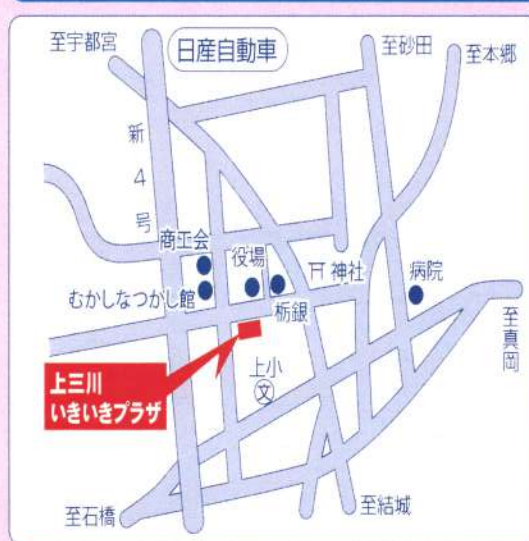 至宇都宮
日産自動車
至砂田
至本郷
新4号
商工会
役場
神社
病院
むかしなつかし館
栃銀
至真岡
上三川
いきいきプラザ
上小
文
至石橋
至結城